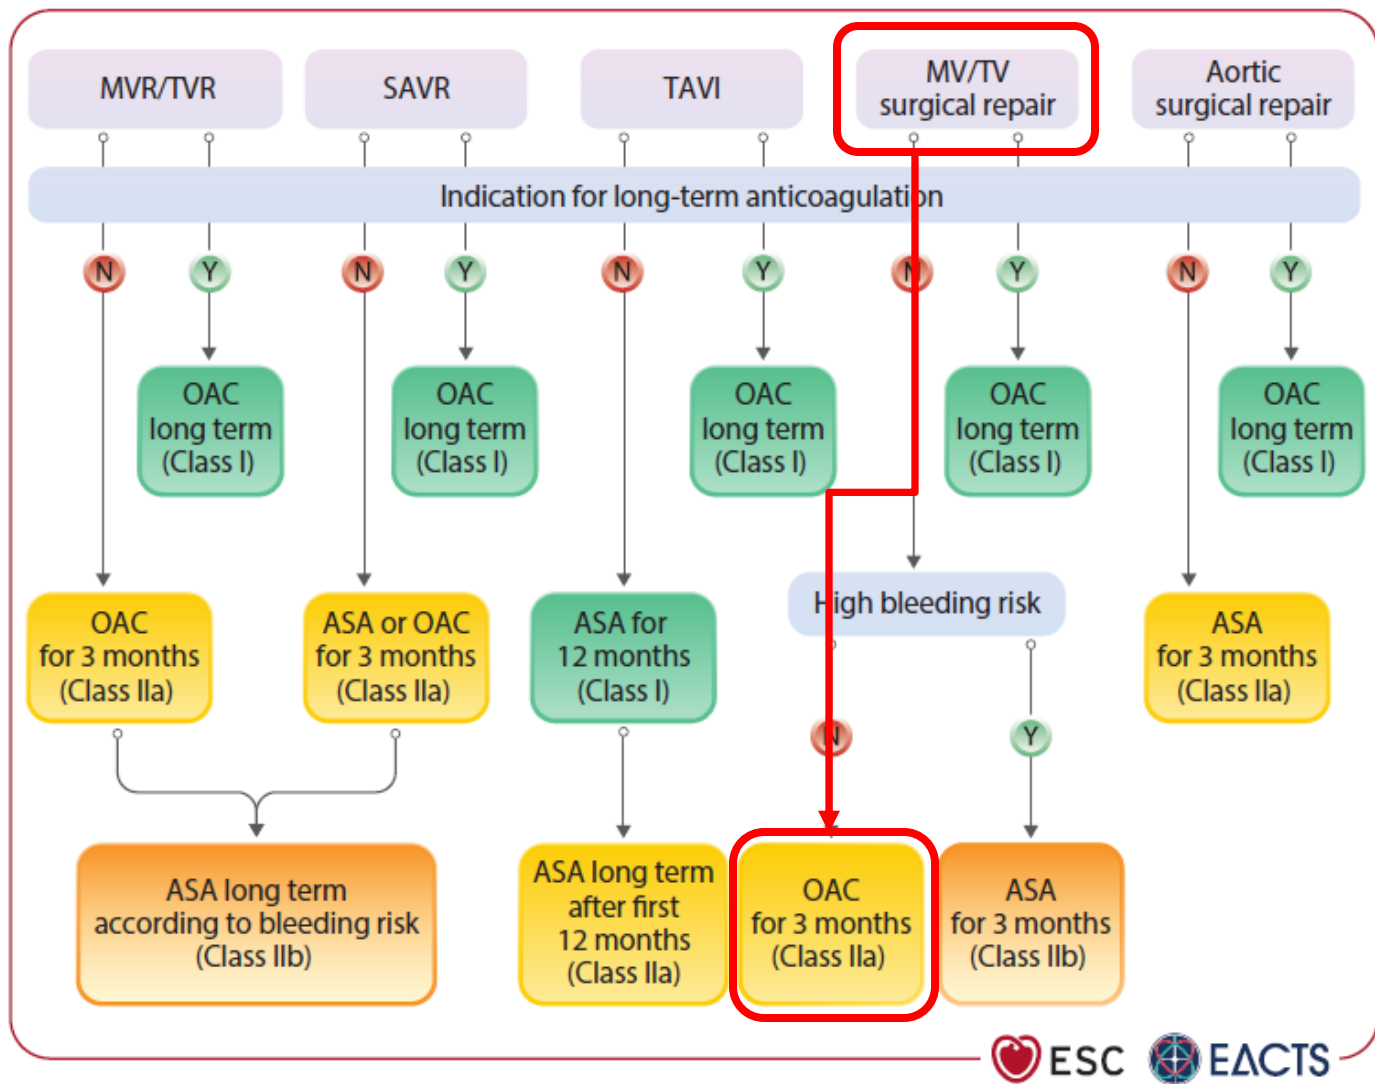 MVR/TVR
SAVR
TAVI
MV/TV
surgical repair
Aortic
surgical repair
Indication for long-term anticoagulation
N
Y
N
Y
N
Y
N
Y
N
Y
OAC
long term
(Class I)
OAC
long term
(Class I)
OAC
long term
(Class I)
OAC
long term
(Class I)
OAC
long term
(Class I)
High bleeding risk
OAC
for 3 months
(Class IIa)
ASA or OAC
for 3 months
(Class IIa)
ASA for
12 months
(Class I)
ASA
for 3 months
(Class IIa)
N
Y
ASA long term
according to bleeding risk
(Class IIb)
ASA long term
after first
12 months
(Class IIa)
OAC
for 3 months
(Class IIa)
ASA
for 3 months
(Class IIb)
ESC
EACTS